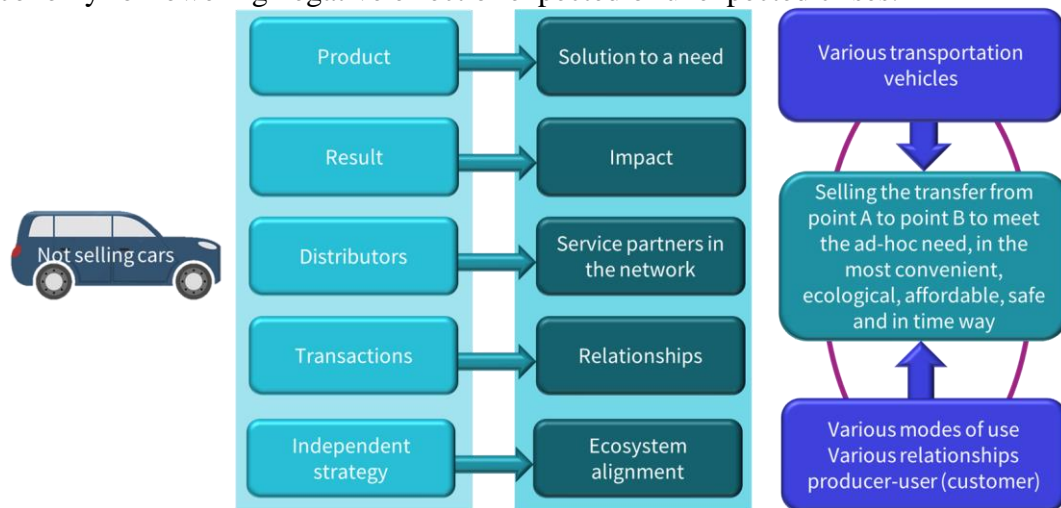 Not selling cars
Product
Solution to a need
Result
Impact
Distributors
Service partners in
the network
Transactions
Relationships
Independent
strategy
Ecosystem
alignment
Various transportation
vehicles
Selling the transfer from
point A to point B to meet
the ad-hoc need, in the
most convenient,
ecological, affordable, safe
and in time way
Various modes of use
Various relationships
producer-user (customer)